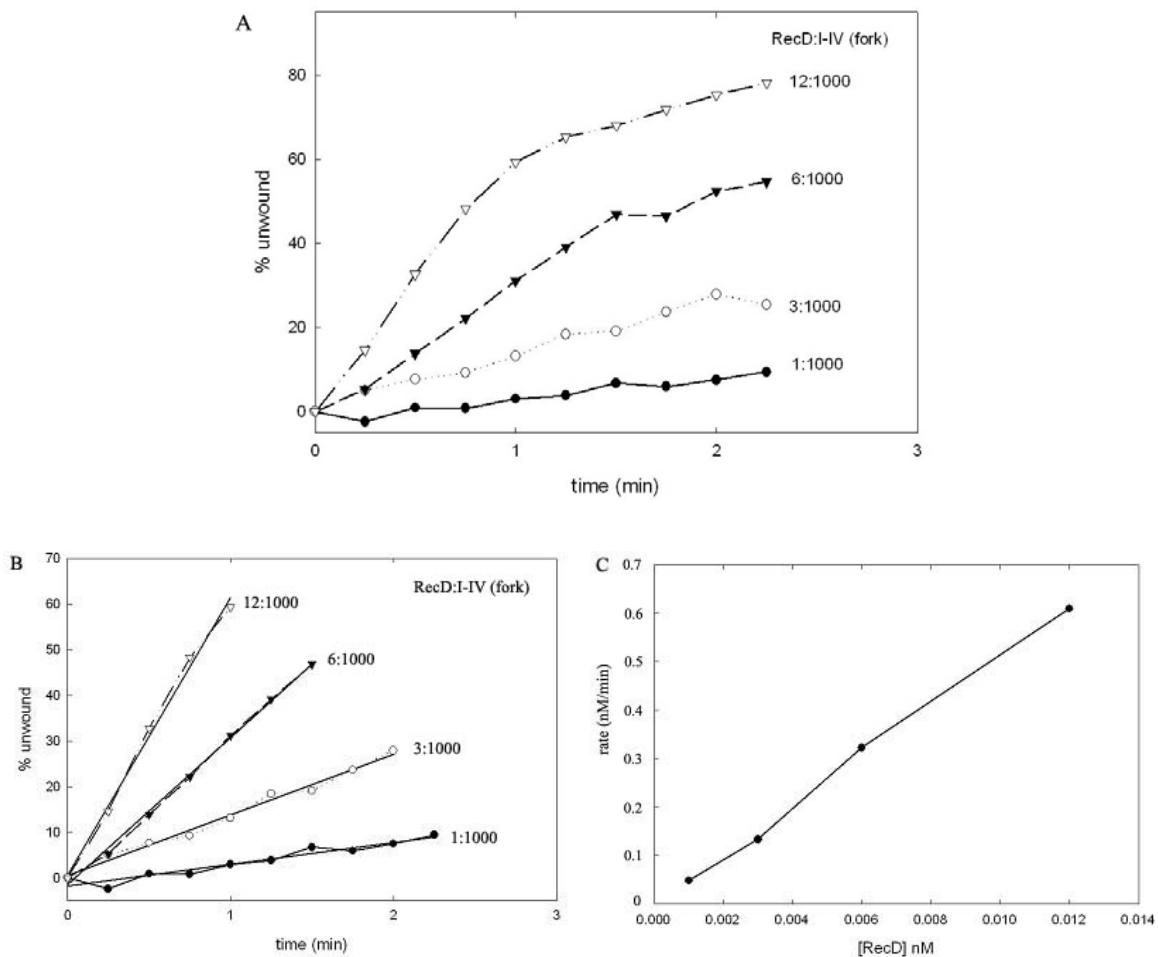 A
RecD:I-IV (fork)
12:1000
6:1000
3:1000
1:1000
% unwound
80
60
40
20
0
0 1 2 3
time (min)
B
RecD:I-IV (fork)
12:1000
6:1000
3:1000
1:1000
% unwound
70
60
50
40
30
20
10
0
0 1 2 3
time (min)
C
rate (nM/min)
0.7
0.6
0.5
0.4
0.3
0.2
0.1
0
0.000 0.002 0.004 0.006 0.008 0.010 0.012 0.014
[RecD] nM